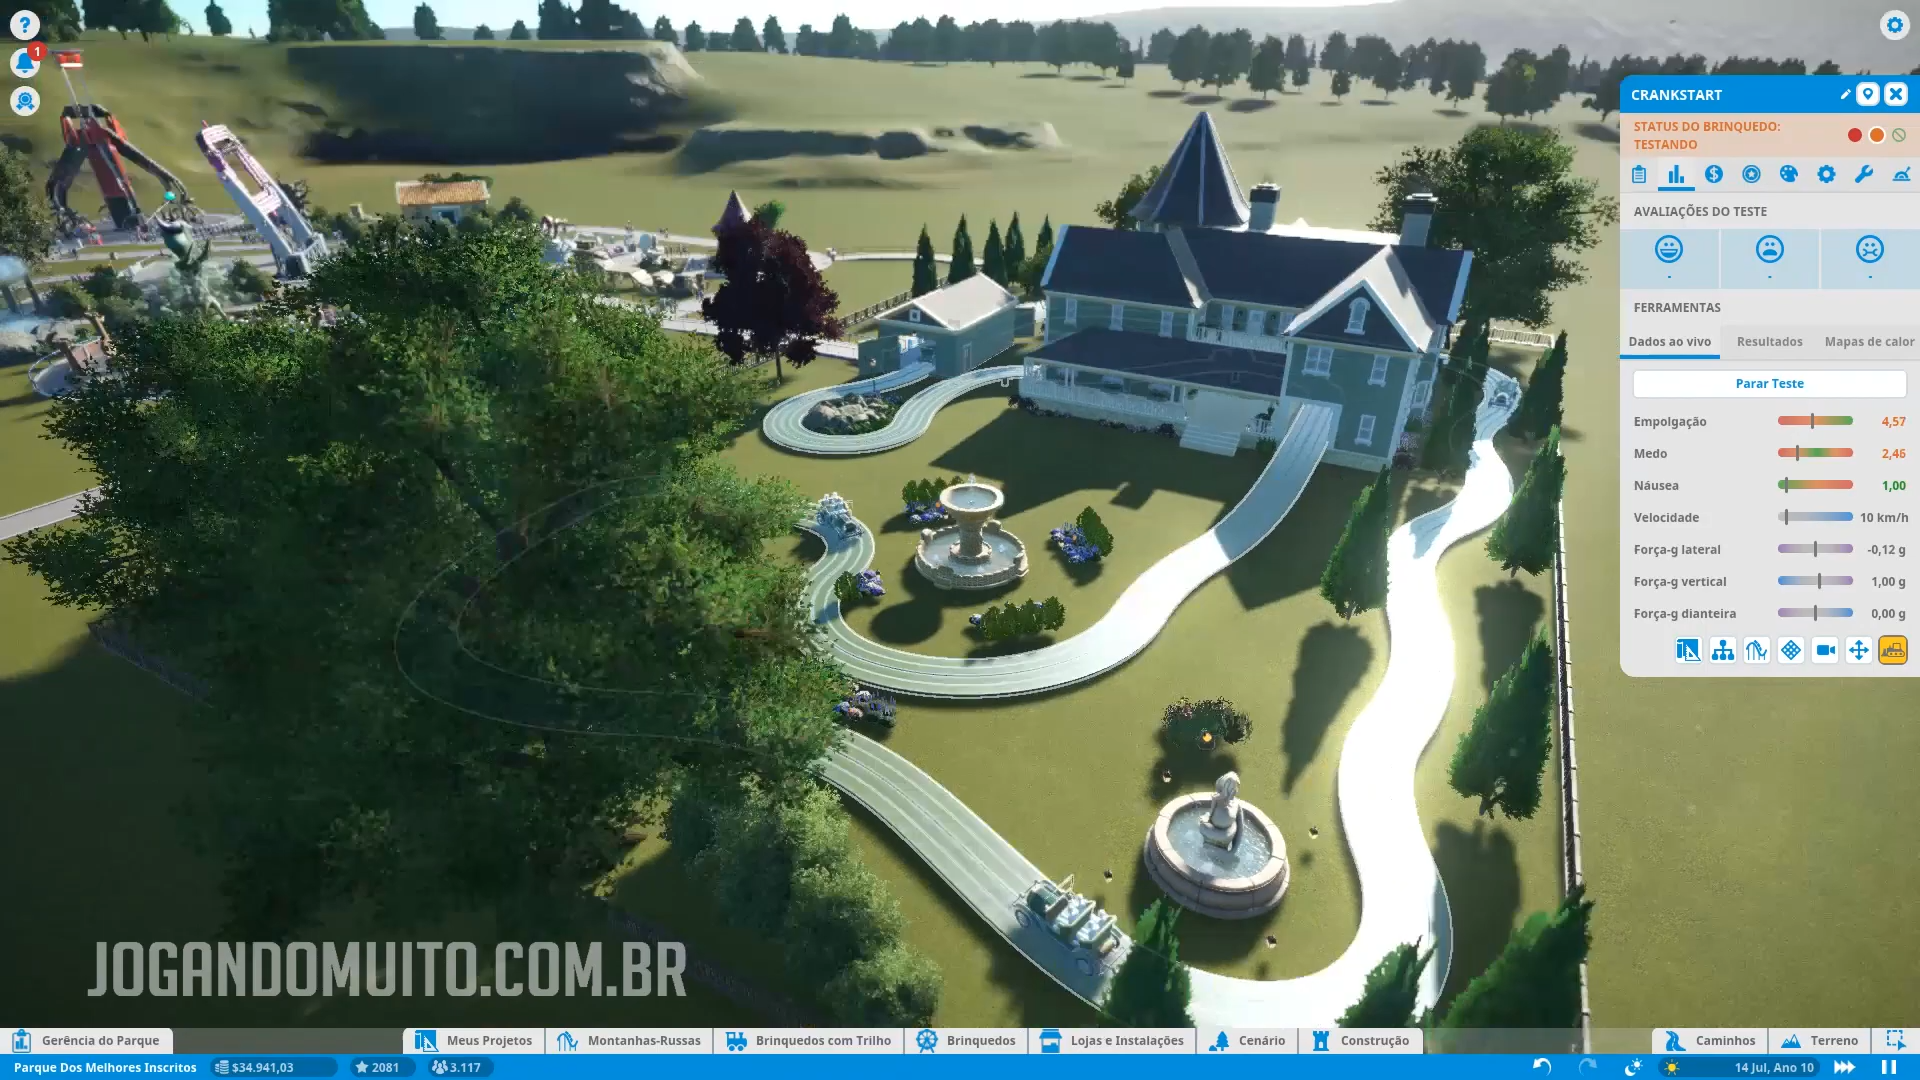 ?
1
CRANKSTART
STATUS DO BRINQUEDO:
TESTANDO
AVALIAÇÕES DO TESTE
- - -
FERRAMENTAS
Dados ao vivo Resultados Mapas de calor
Parar Teste
Empolgação 4,57
Medo 2,46
Náusea 1,00
Velocidade 10 km/h
Força-g lateral -0,12 g
Força-g vertical 1,00 g
Força-g dianteira 0,00 g
JOGANDOMUITO.COM.BR
Gerência do Parque Meus Projetos Montanhas-Russas Brinquedos com Trilho Brinquedos Lojas e Instalações Cenário Construção Caminhos Terreno
Parque Dos Melhores Inscritos $34.941,03 2081 3.117 14 Jul, Ano 10